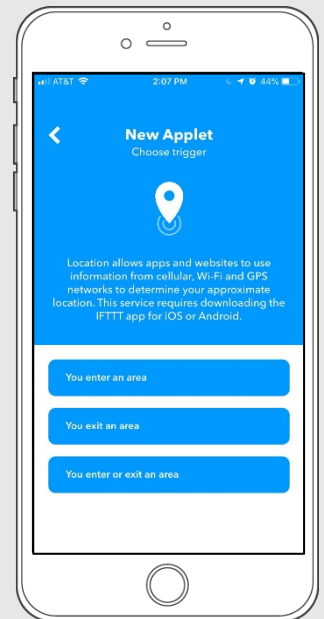 AT&T 2:07 PM 44%
New Applet
Choose trigger
Location allows apps and websites to use
information from cellular, Wi-Fi and GPS
networks to determine your approximate
location. This service requires downloading the
IFTTT app for iOS or Android.
You enter an area
You exit an area
You enter or exit an area